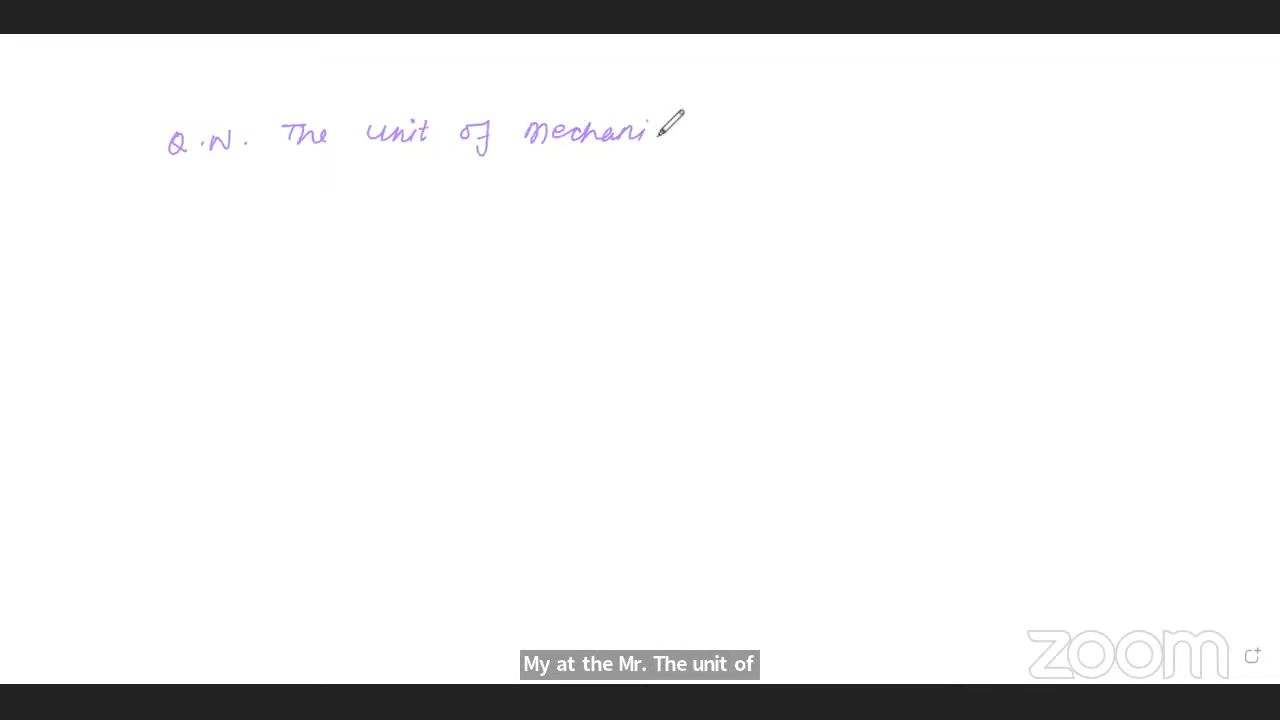 Q.N. The unit of mechani
My at the Mr. The unit of
zoom